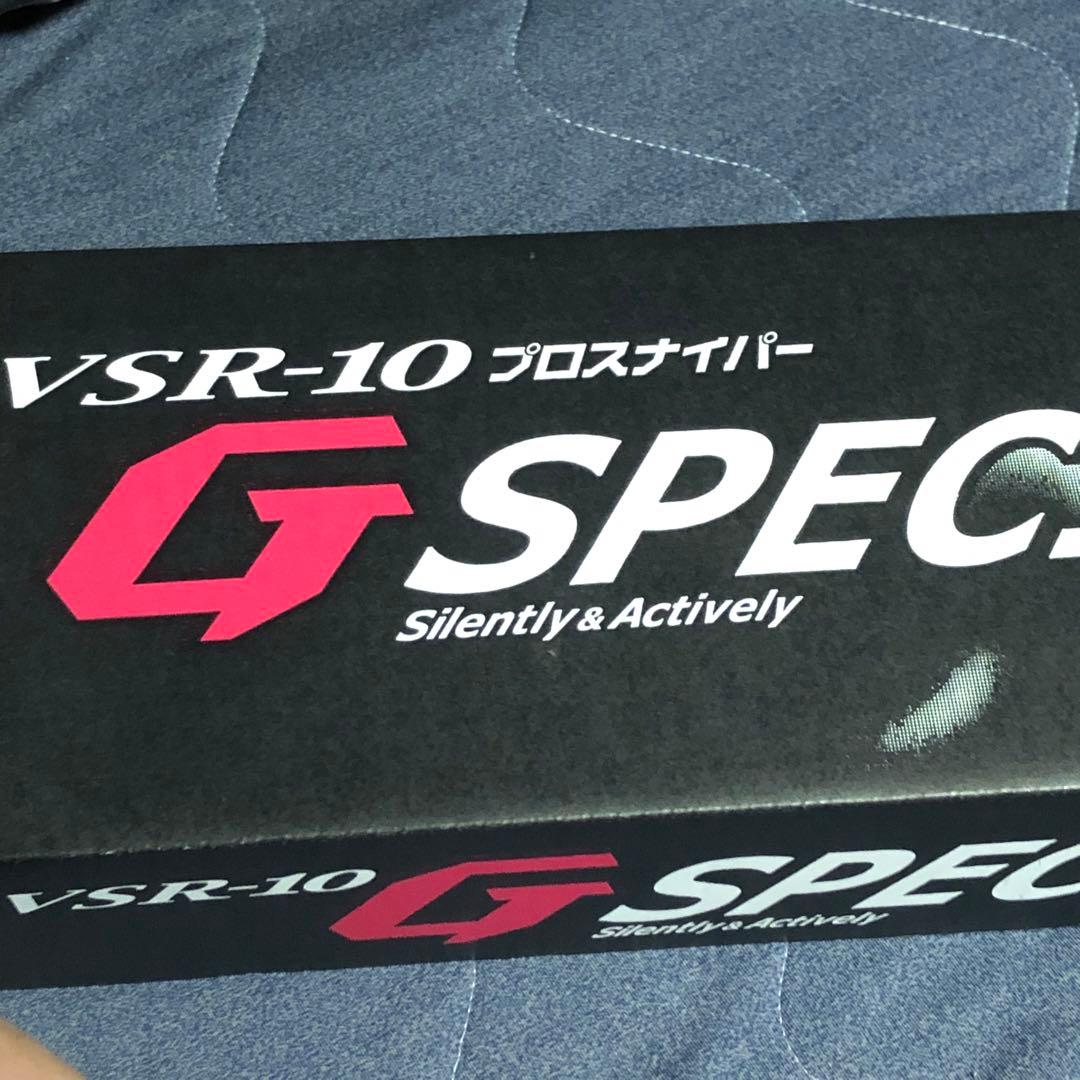 VSR-10 プロスナイパー
G SPEC.
Silently & Actively
VSR-10 G SPEC
Silently & Actively